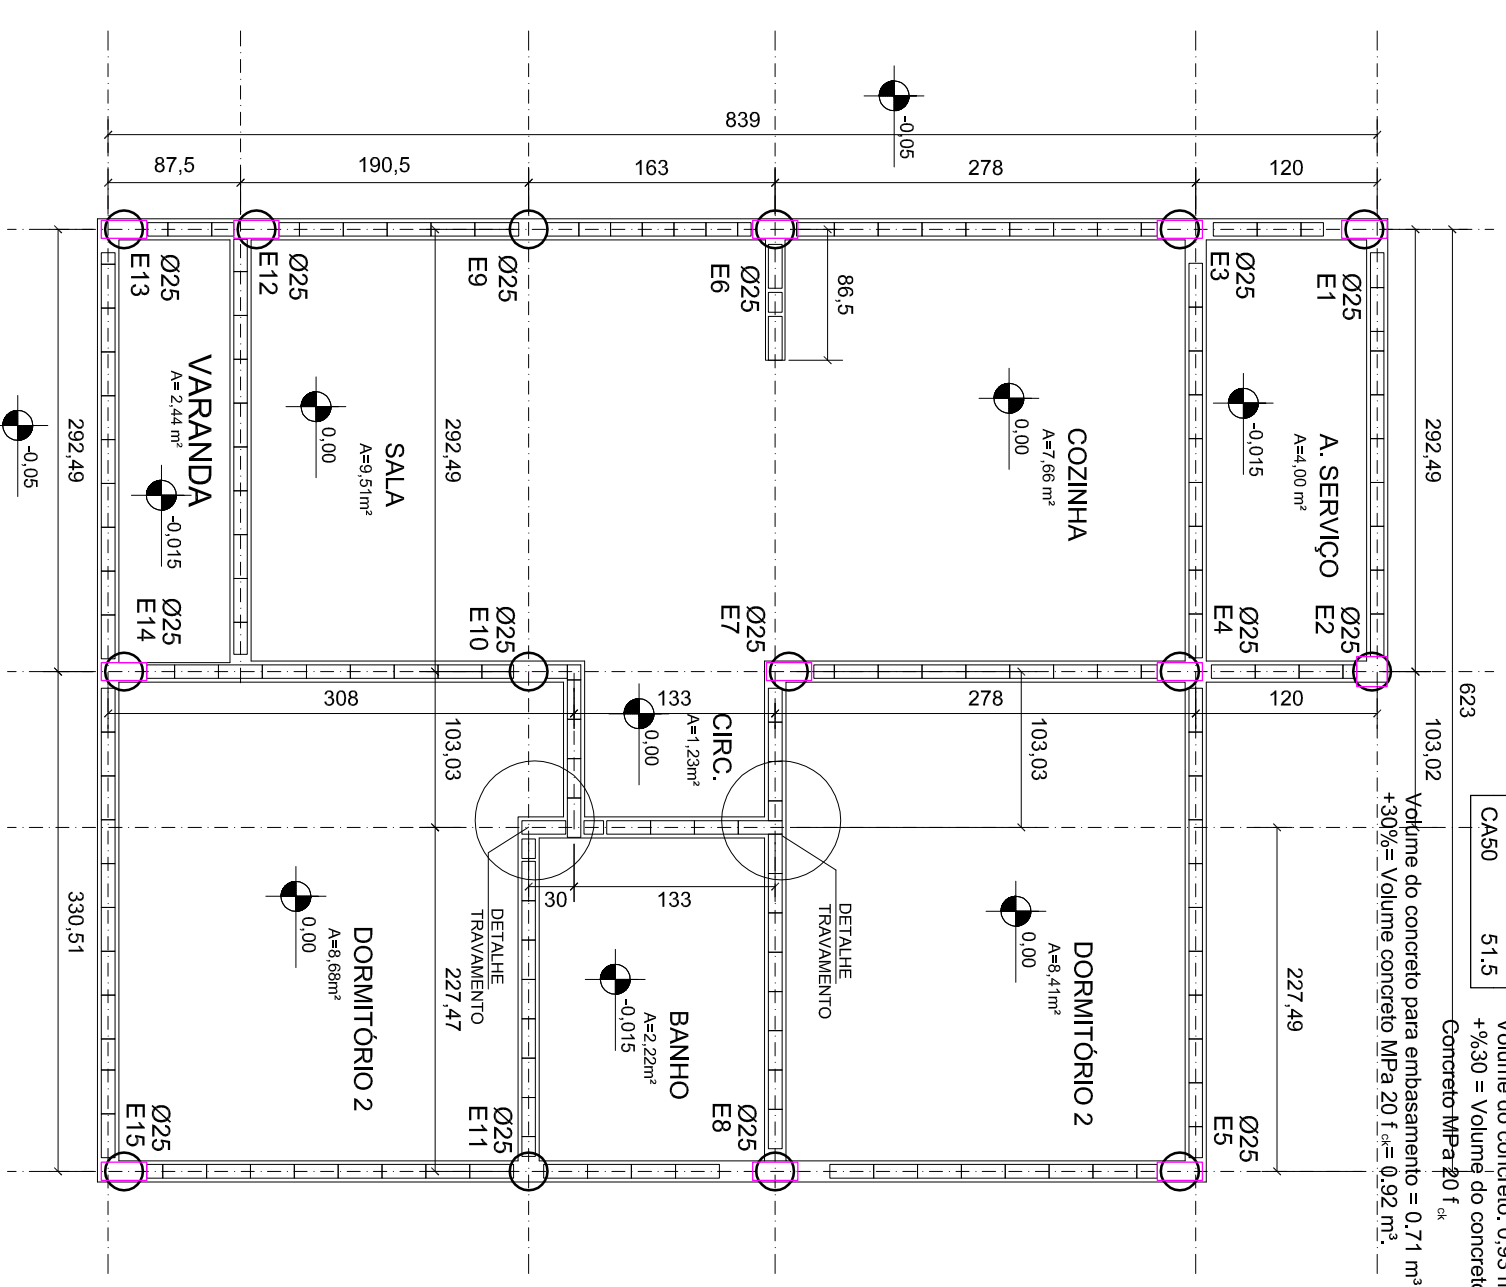 839
87,5
190,5
163
278
120
-0,05
Ø25
E13
Ø25
E12
Ø25
E9
Ø25
E6
86,5
Ø25
E3
Ø25
E1
VARANDA
A= 2,44 m²
-0,015
0,00
SALA
A=9,51m²
292,49
292,49
-0,05
0,00
COZINHA
A=7,66 m²
-0,015
A. SERVIÇO
A=4,00 m²
292,49
623
Ø25
E14
Ø25
E10
Ø25
E7
Ø25
E4
Ø25
E2
308
133
278
120
103,03
0,00
CIRC.
A=1,23m²
103,03
103,02
CA50 51.5
30
133
DETALHE
TRAVAMENTO
DETALHE
TRAVAMENTO
330,51
0,00
DORMITÓRIO 2
A=8,68m²
227,47
-0,015
BANHO
A=2,22m²
0,00
DORMITÓRIO 2
A=8,41m²
227,49
Ø25
E15
Ø25
E11
Ø25
E8
Ø25
E5
+%30 = Volume do concreto
Concreto MPa 20 f ck
Volume do concreto para embasamento = 0.71 m³
+30%= Volume concreto MPa 20 f ck= 0.92 m³.